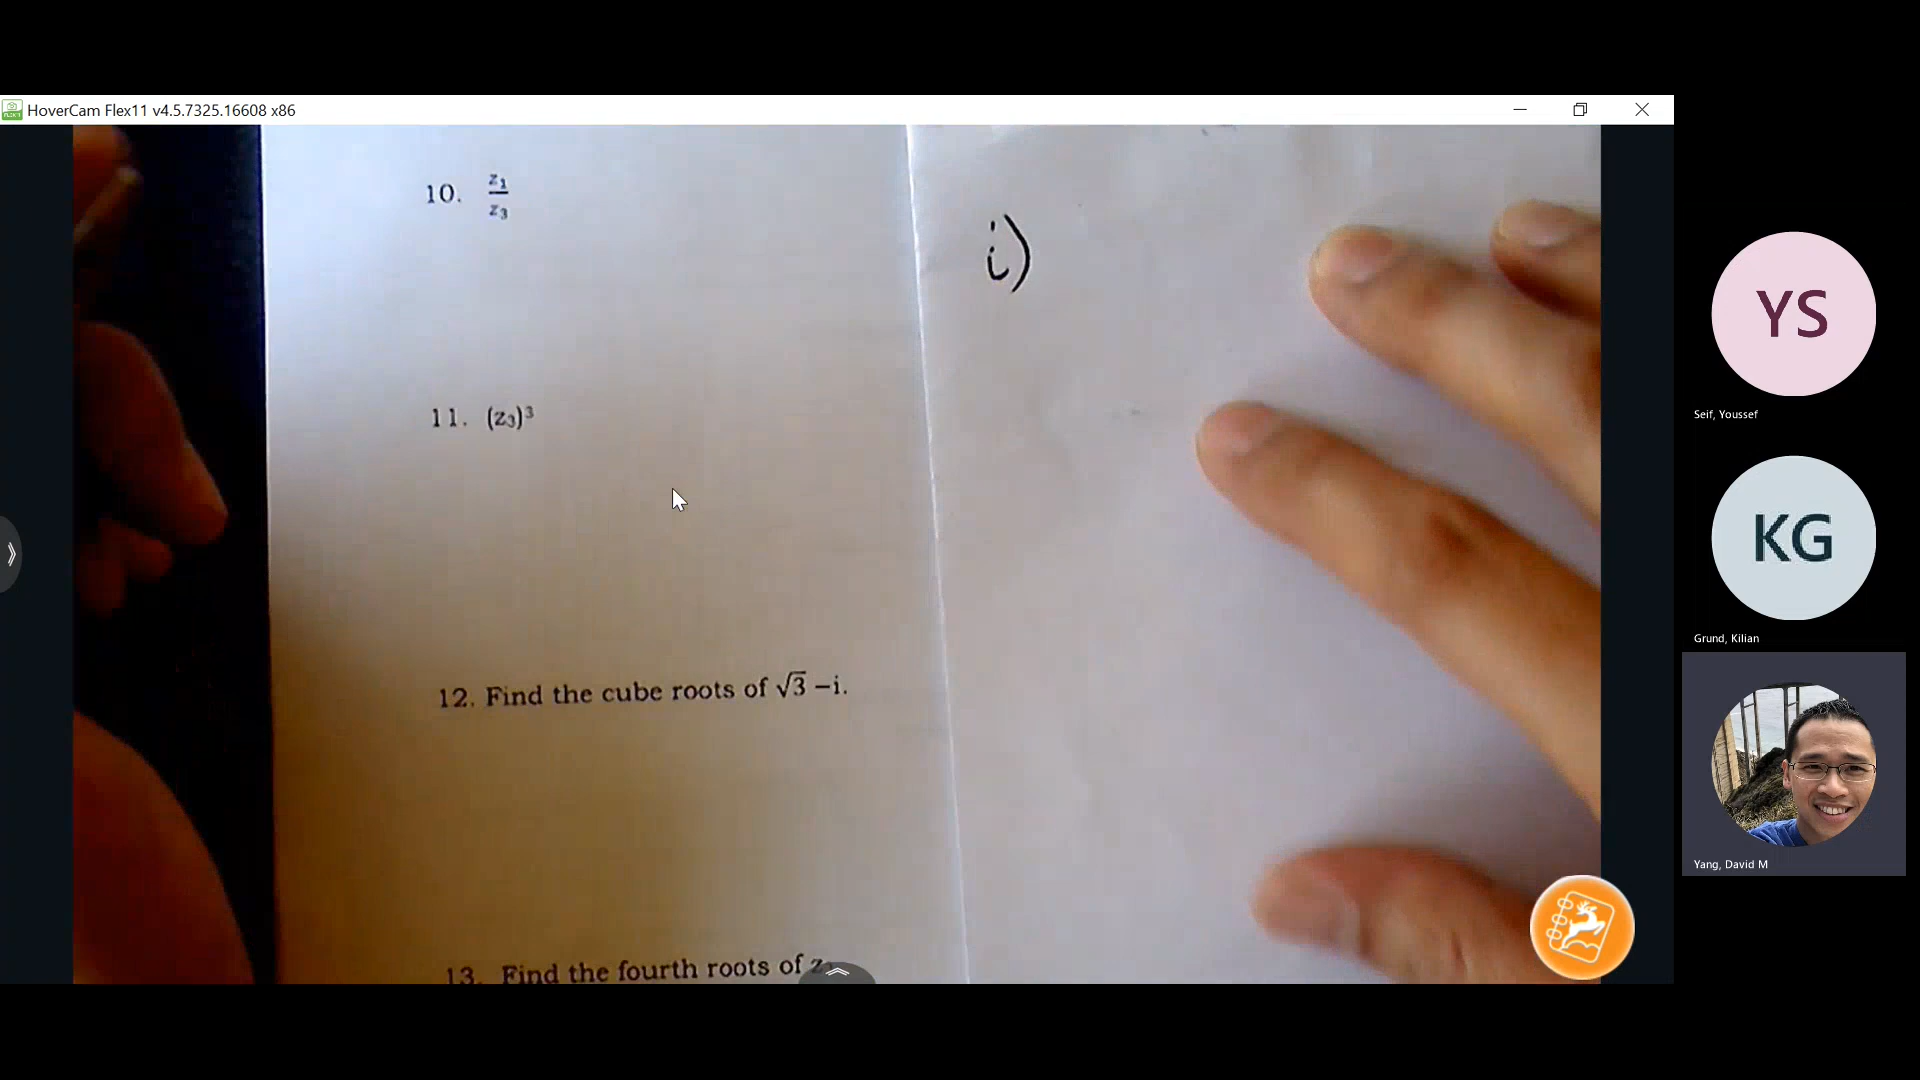 HoverCam Flex11 v4.5.7325.16608 x86
10. z₁/z₃
i)
11. (z₃)³
12. Find the cube roots of √3 −i.
13. Find the fourth roots of
YS
Seif, Youssef
KG
Grund, Kilian
Yang, David M